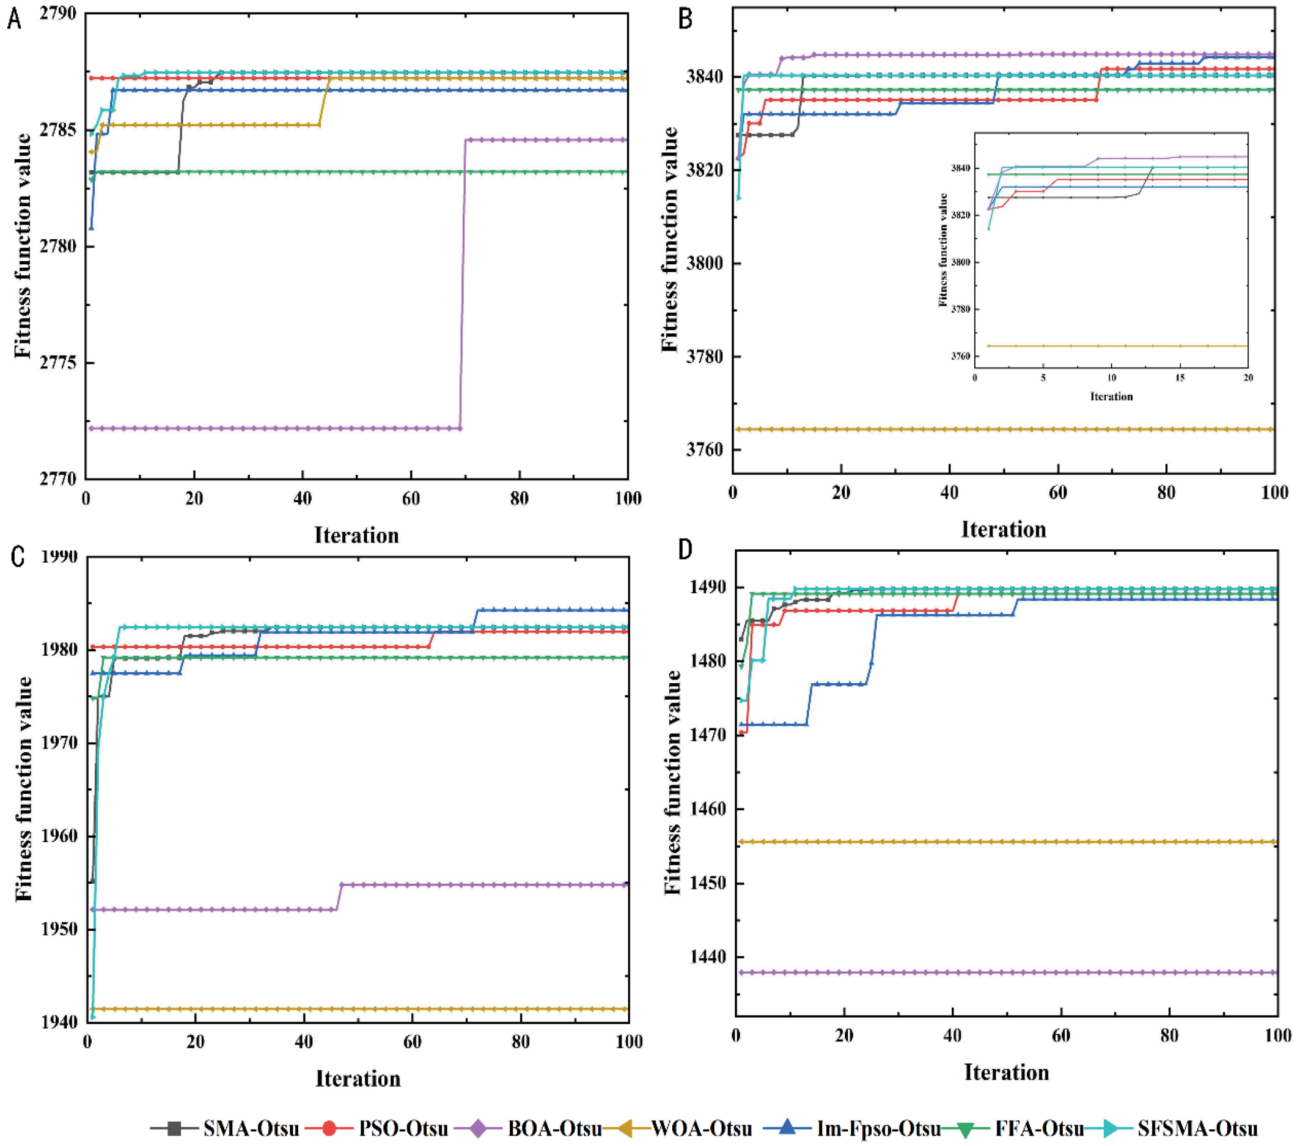 A
2790
2785
2780
2775
2770
Fitness function value
0 20 40 60 80 100
Iteration
B
3840
3820
3800
3780
3760
Fitness function value
0 20 40 60 80 100
Iteration
3840
3820
3800
3780
3760
Fitness function value
5 10 15 20
Iteration
C
1990
1980
1970
1960
1950
1940
Fitness function value
0 20 40 60 80 100
Iteration
D
1490
1480
1470
1460
1450
1440
Fitness function value
0 20 40 60 80 100
Iteration
SMA-Otsu PSO-Otsu BOA-Otsu WOA-Otsu Im-Fpso-Otsu FFA-Otsu SFSMA-Otsu